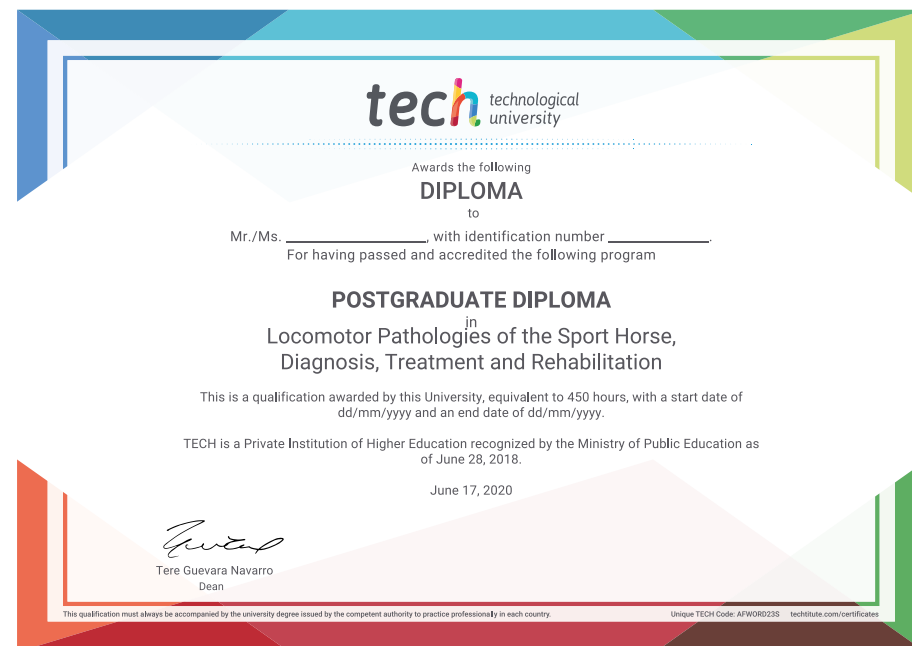 tech technological
university
Awards the following
DIPLOMA
to
Mr./Ms. ____________________, with identification number ______________.
For having passed and accredited the following program
POSTGRADUATE DIPLOMA
in
Locomotor Pathologies of the Sport Horse,
Diagnosis, Treatment and Rehabilitation
This is a qualification awarded by this University, equivalent to 450 hours, with a start date of
dd/mm/yyyy and an end date of dd/mm/yyyy.
TECH is a Private Institution of Higher Education recognized by the Ministry of Public Education as
of June 28, 2018.
June 17, 2020
Tere Guevara Navarro
Dean
This qualification must always be accompanied by the university degree issued by the competent authority to practice professionally in each country. Unique TECH Code: AFWORD23S techtitute.com/certificates